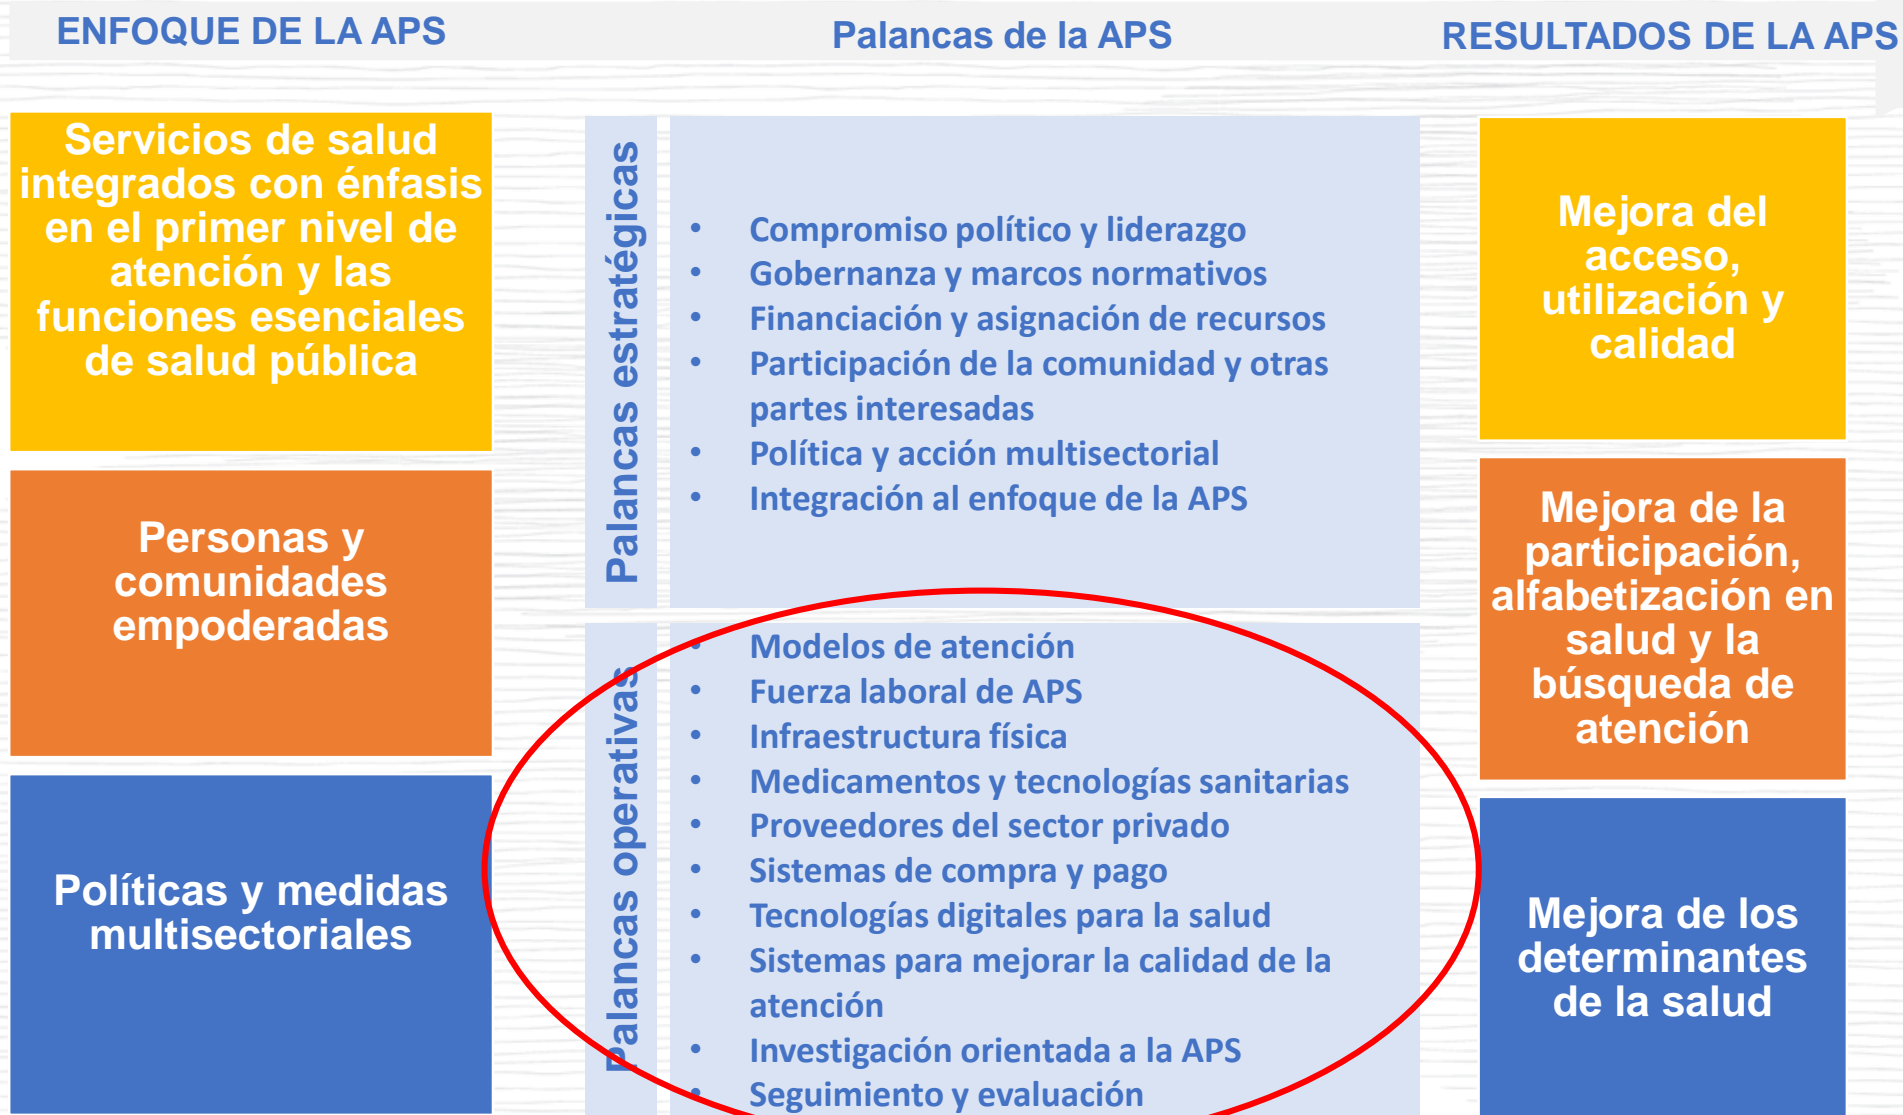 ENFOQUE DE LA APS
Palancas de la APS
RESULTADOS DE LA APS
Servicios de salud
integrados con énfasis
en el primer nivel de
atención y las
funciones esenciales
de salud pública
Personas y
comunidades
empoderadas
Políticas y medidas
multisectoriales
Palancas estratégicas
• Compromiso político y liderazgo
• Gobernanza y marcos normativos
• Financiación y asignación de recursos
• Participación de la comunidad y otras
partes interesadas
• Política y acción multisectorial
• Integración al enfoque de la APS
Palancas operativas
• Modelos de atención
• Fuerza laboral de APS
• Infraestructura física
• Medicamentos y tecnologías sanitarias
• Proveedores del sector privado
• Sistemas de compra y pago
• Tecnologías digitales para la salud
• Sistemas para mejorar la calidad de la
atención
• Investigación orientada a la APS
• Seguimiento y evaluación
Mejora del
acceso,
utilización y
calidad
Mejora de la
participación,
alfabetización en
salud y la
búsqueda de
atención
Mejora de los
determinantes
de la salud